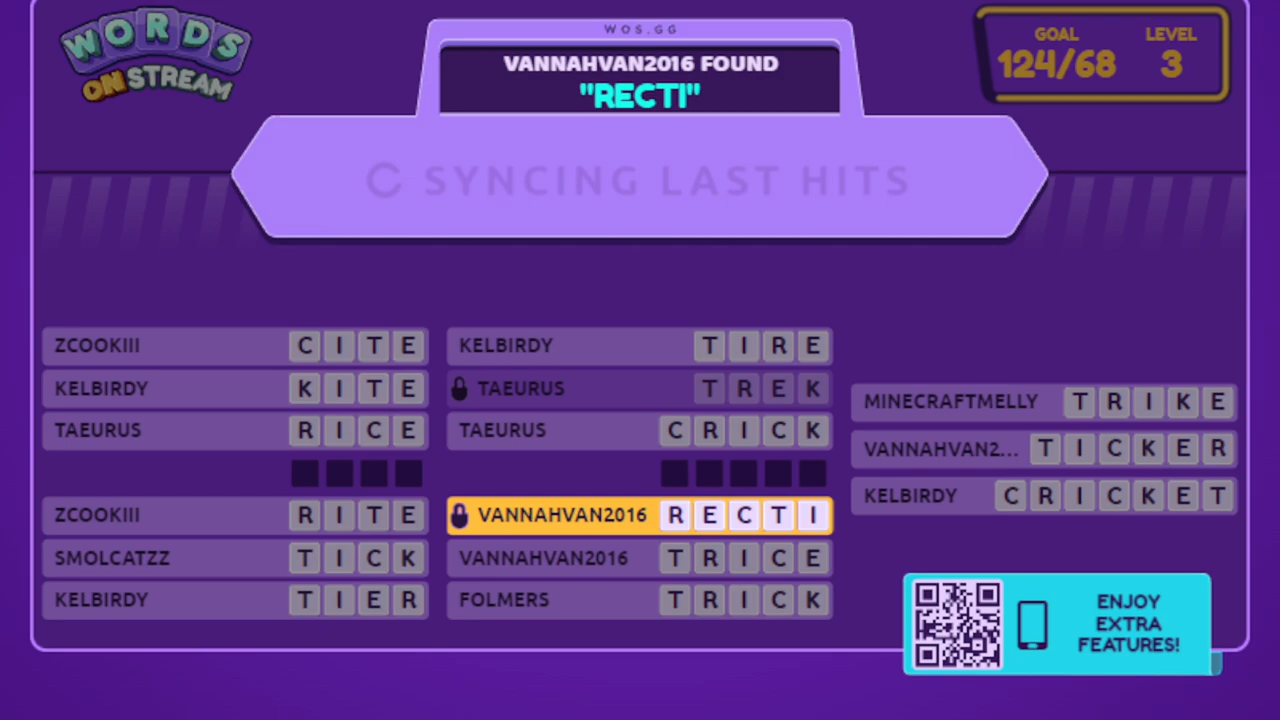 WORDS
ON STREAM
WOS.GG
VANNAHVAN2016 FOUND
"RECTI"
GOAL
124/68
LEVEL
3
SYNCING LAST HITS
ZCOOKIII CITE
KELBIRDY KITE
TAEURUS RICE
ZCOOKIII RITE
SMOLCATZZ TICK
KELBIRDY TIER
KELBIRDY TIRE
TAEURUS TREK
TAEURUS CRICK
VANNAHVAN2016 RECTI
VANNAHVAN2016 TRICE
FOLMERS TRICK
MINECRAFTMELLY TRIKE
VANNAHVAN2... TICKER
KELBIRDY CRICKET
ENJOY
EXTRA
FEATURES!